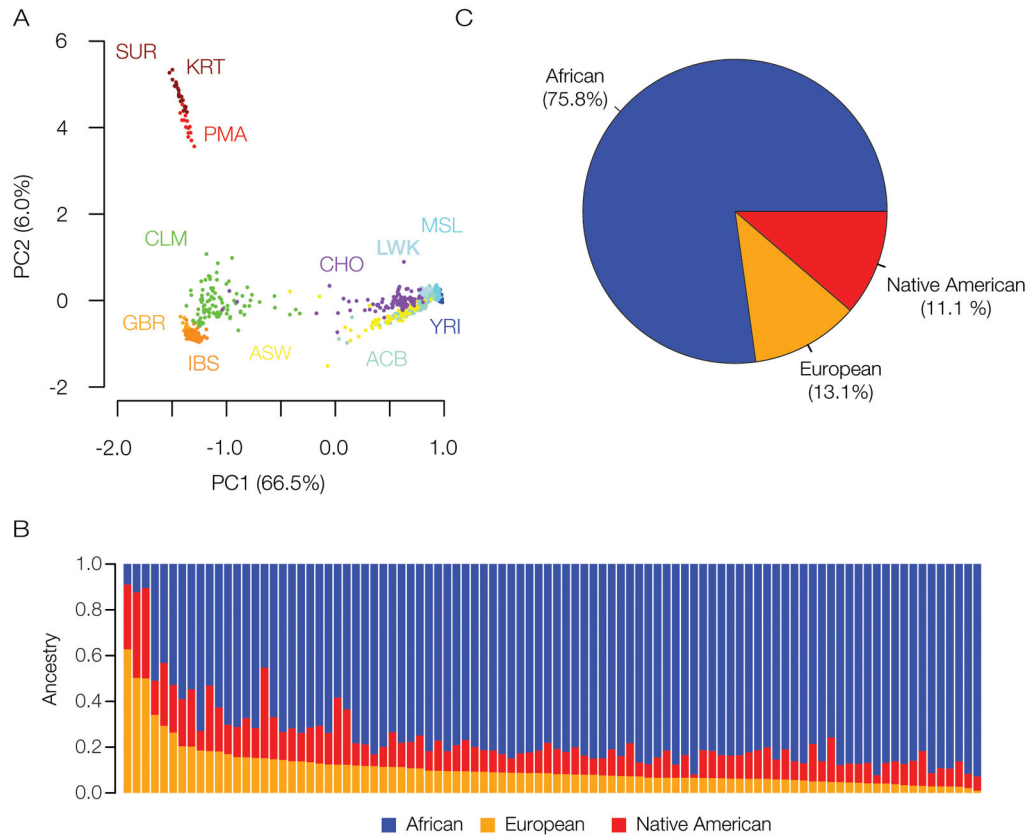 A
6
4
2
0
-2
PC2 (6.0%)
SUR
KRT
PMA
CLM
MSL
LWK
CHO
GBR
YRI
IBS
ASW
ACB
-2.0 -1.0 0.0 1.0
PC1 (66.5%)
C
African
(75.8%)
Native American
(11.1 %)
European
(13.1%)
B
1.0
0.8
0.6
0.4
0.2
0.0
Ancestry
African European Native American